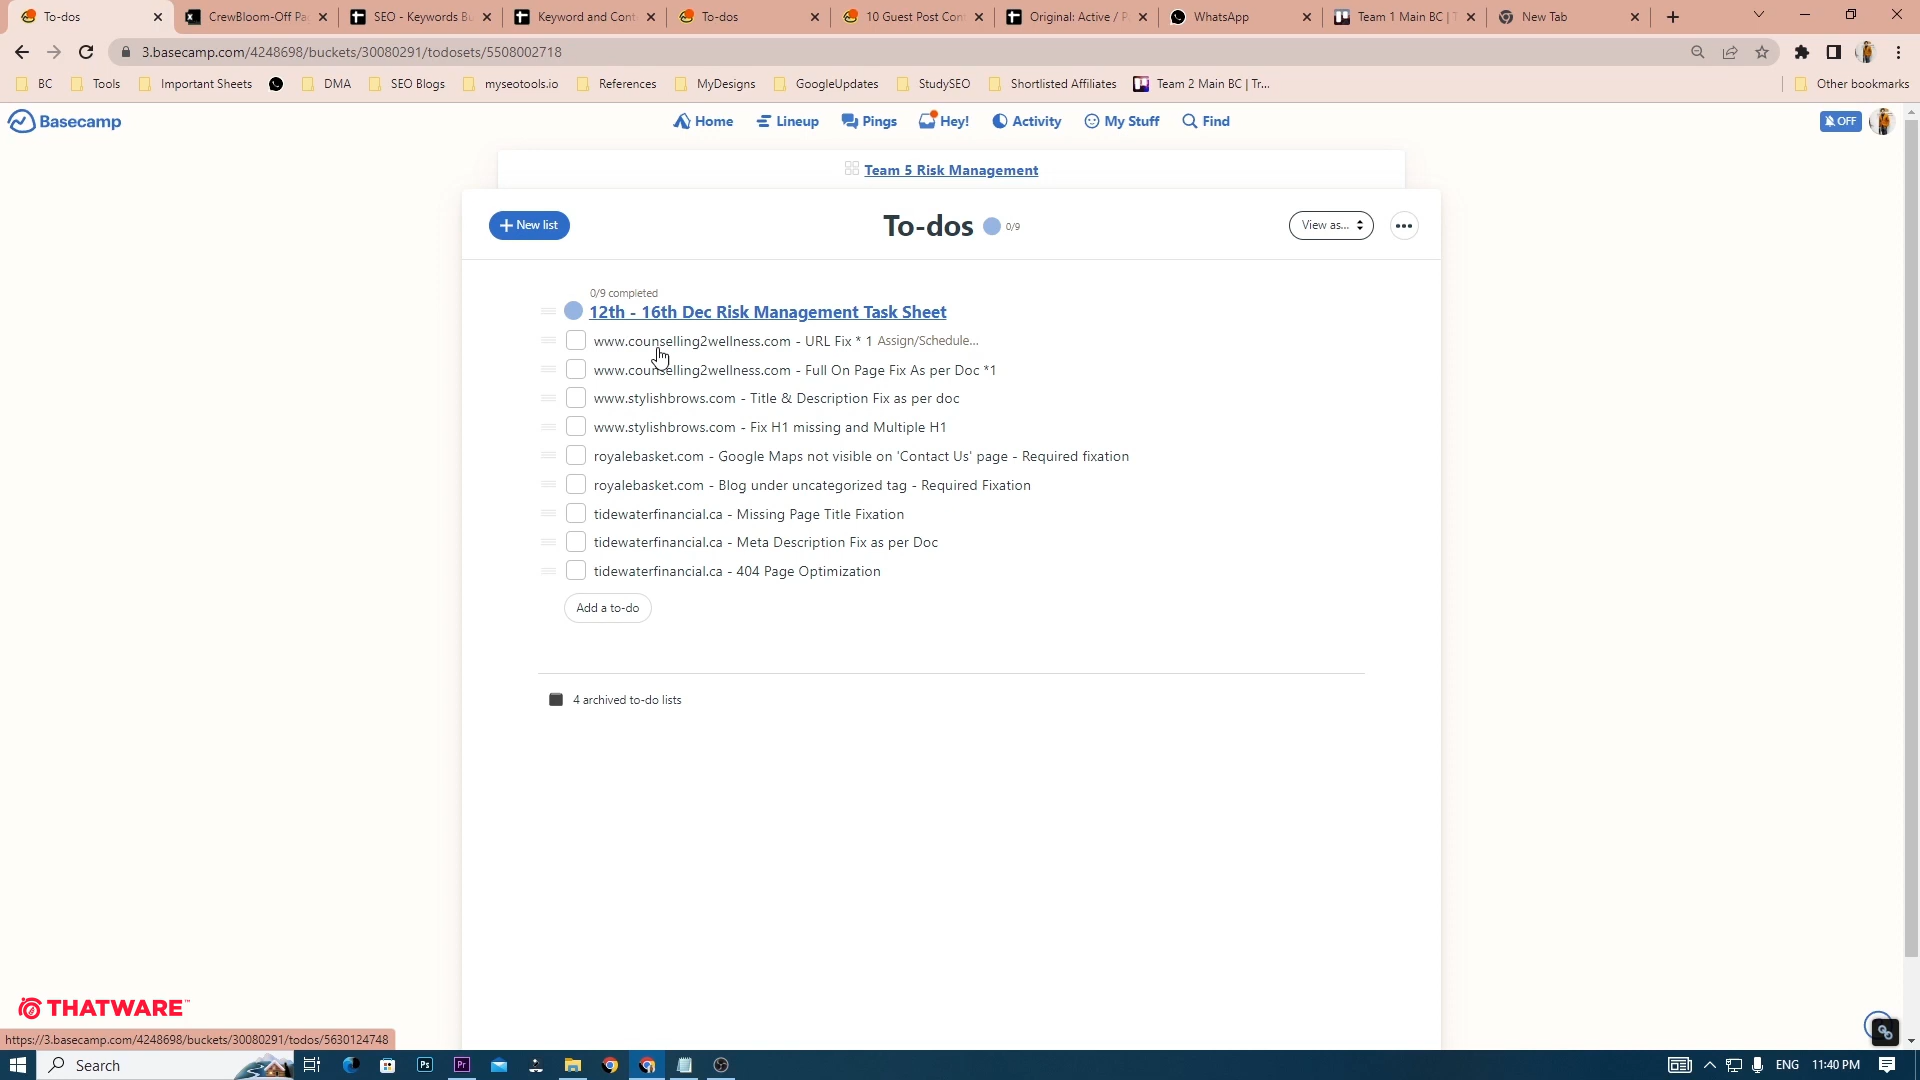 To-dos
CrewBloom-Off Pa
SEO - Keywords Bu
Keyword and Cont
To-dos
10 Guest Post Con
Original: Active / P
WhatsApp
Team 1 Main BC | T
New Tab
3.basecamp.com/4248698/buckets/30080291/todosets/5508002718
BC
Tools
Important Sheets
DMA
SEO Blogs
myseotools.io
References
MyDesigns
GoogleUpdates
StudySEO
Shortlisted Affiliates
Team 2 Main BC | Tr...
Other bookmarks
Basecamp
Home
Lineup
Pings
Hey!
Activity
My Stuff
Find
OFF
Team 5 Risk Management
New list
To-dos
0/9
View as...
0/9 completed
12th - 16th Dec Risk Management Task Sheet
www.counselling2wellness.com - URL Fix * 1 Assign/Schedule...
www.counselling2wellness.com - Full On Page Fix As per Doc *1
www.stylishbrows.com - Title & Description Fix as per doc
www.stylishbrows.com - Fix H1 missing and Multiple H1
royalebasket.com - Google Maps not visible on 'Contact Us' page - Required fixation
royalebasket.com - Blog under uncategorized tag - Required Fixation
tidewaterfinancial.ca - Missing Page Title Fixation
tidewaterfinancial.ca - Meta Description Fix as per Doc
tidewaterfinancial.ca - 404 Page Optimization
Add a to-do
4 archived to-do lists
THATWARE™
https://3.basecamp.com/4248698/buckets/30080291/todos/5630124748
Search
Ps
Pr
ENG
11:40 PM